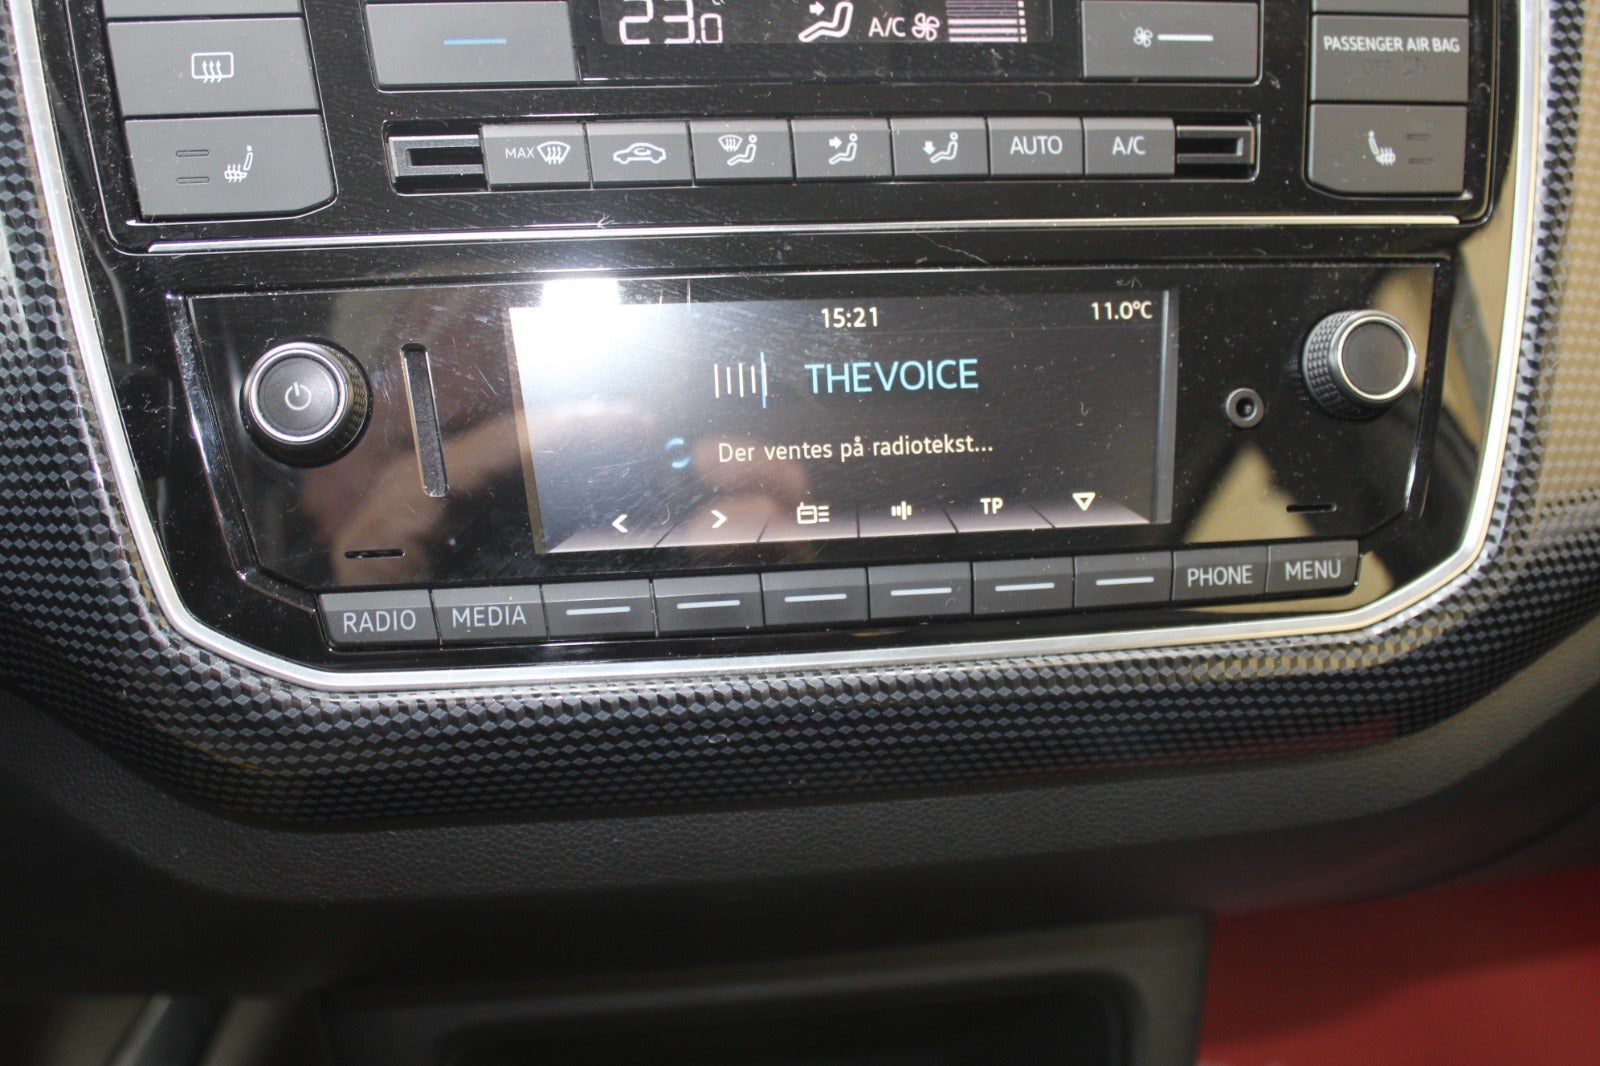 23.0°
A/C
PASSENGER AIR BAG
OFF
MAX
AUTO
A/C
15:21
11.0°C
THEVOICE
Der ventes på radiotekst...
TP
RADIO
MEDIA
PHONE
MENU